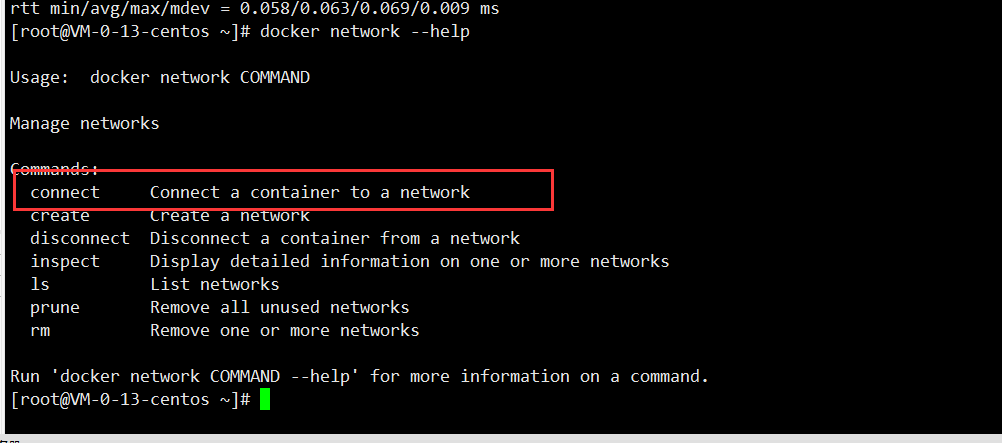 rtt min/avg/max/mdev = 0.058/0.063/0.069/0.009 ms
[root@VM-0-13-centos ~]# docker network --help
Usage:  docker network COMMAND
Manage networks
Commands:
  connect     Connect a container to a network
  create      Create a network
  disconnect  Disconnect a container from a network
  inspect     Display detailed information on one or more networks
  ls          List networks
  prune       Remove all unused networks
  rm          Remove one or more networks
Run 'docker network COMMAND --help' for more information on a command.
[root@VM-0-13-centos ~]#